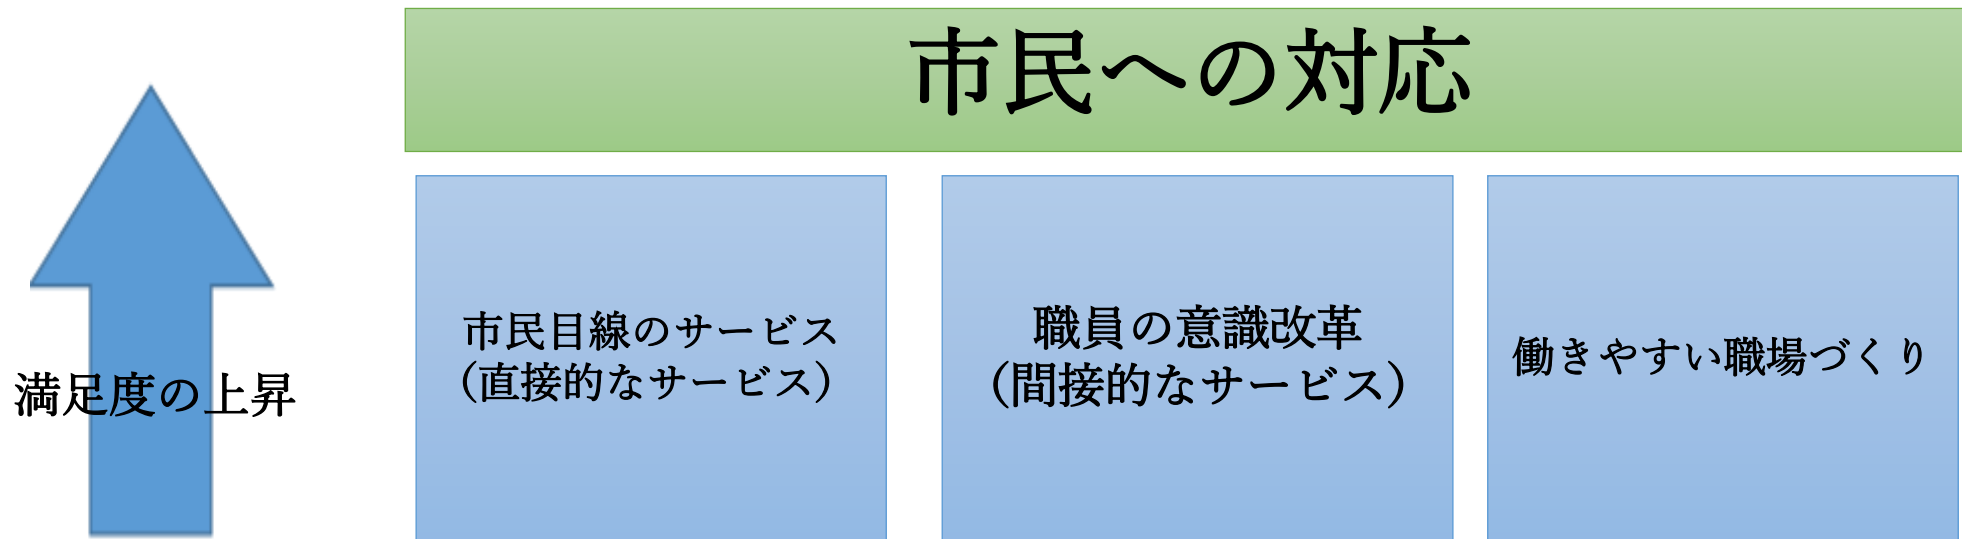 市民への対応
満足度の上昇
市民目線のサービス
(直接的なサービス)
職員の意識改革
(間接的なサービス)
働きやすい職場づくり